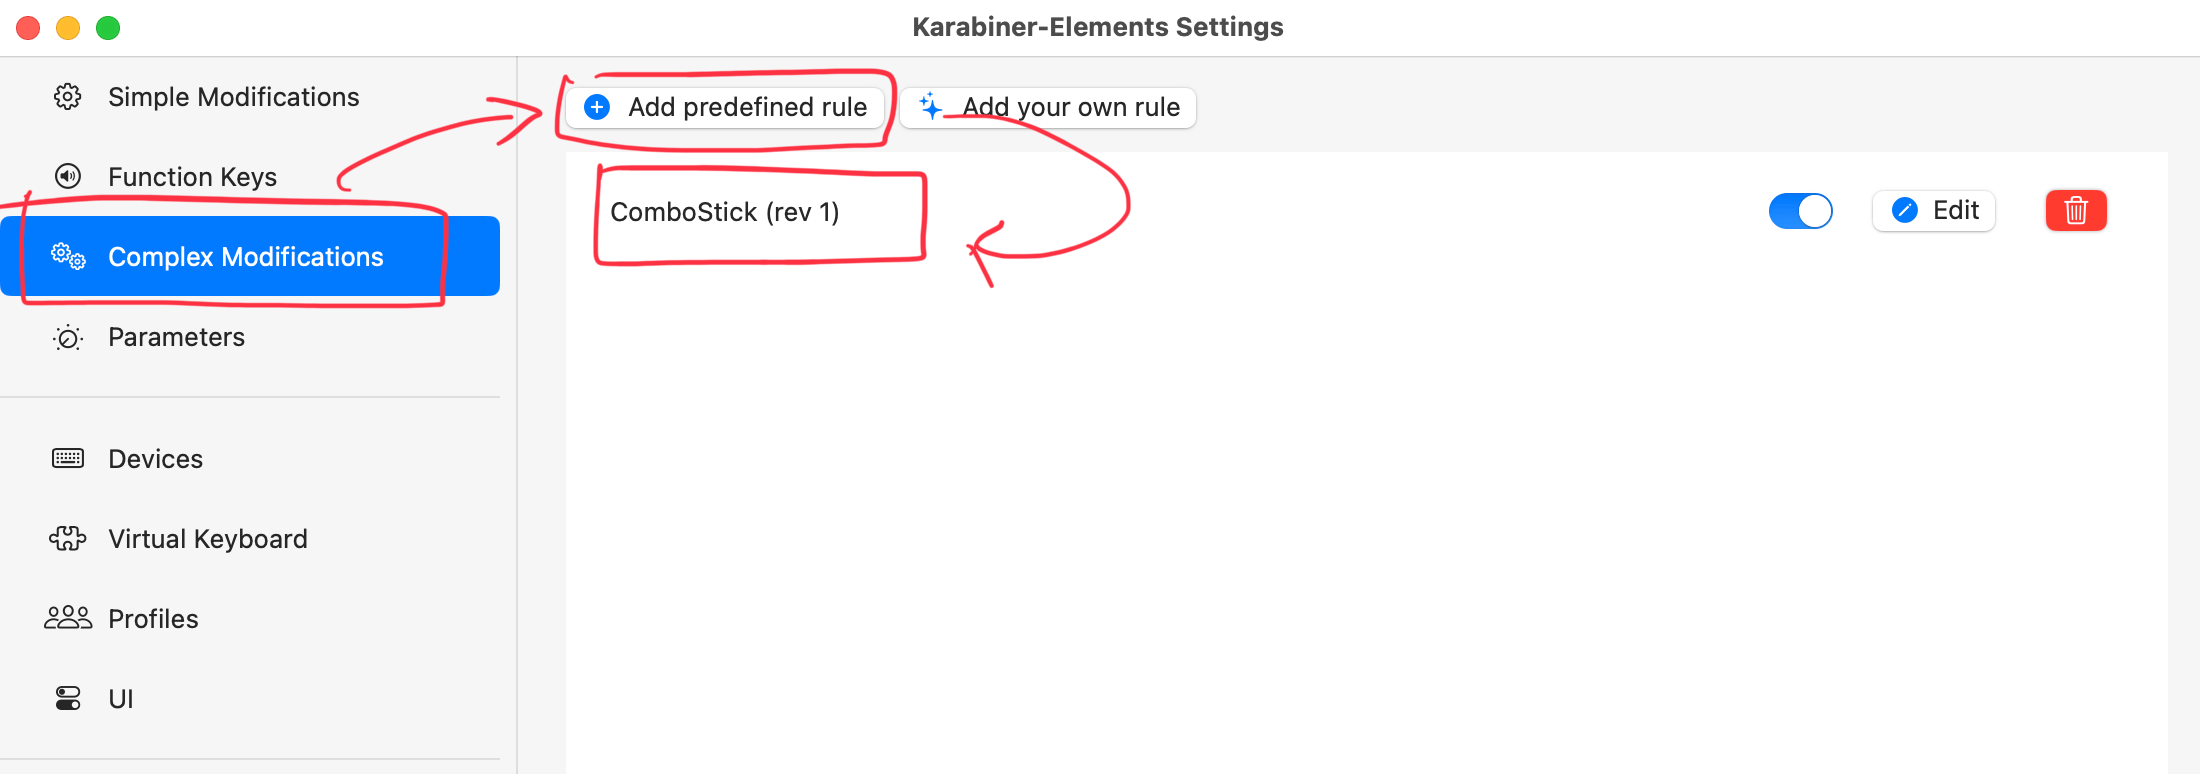 Karabiner-Elements Settings
Simple Modifications
Function Keys
Complex Modifications
Parameters
Devices
Virtual Keyboard
Profiles
UI
Add predefined rule
Add your own rule
ComboStick (rev 1)
Edit